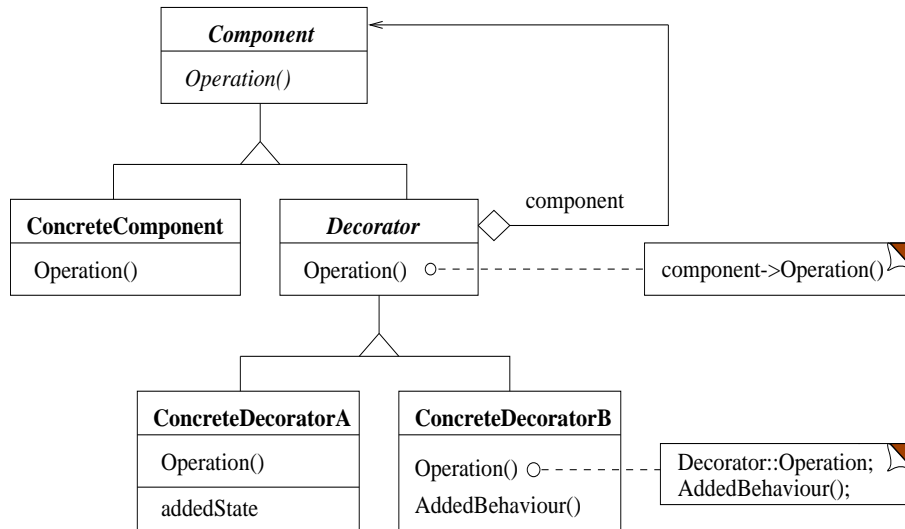 Component
Operation()
component
ConcreteComponent
Operation()
Decorator
Operation()
component->Operation()
ConcreteDecoratorA
Operation()
addedState
ConcreteDecoratorB
Operation()
AddedBehaviour()
Decorator::Operation;
AddedBehaviour();